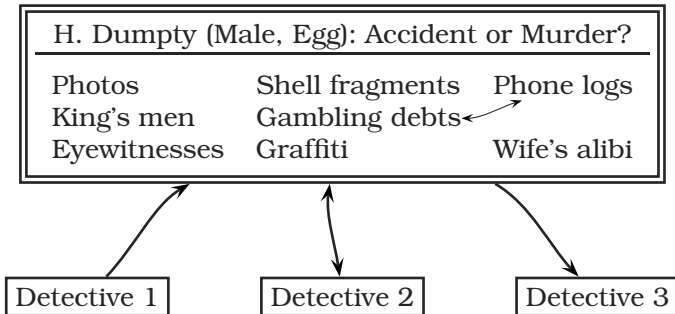 H. Dumpty (Male, Egg): Accident or Murder?
Photos Shell fragments Phone logs
King's men Gambling debts
Eyewitnesses Graffiti Wife's alibi
Detective 1 Detective 2 Detective 3